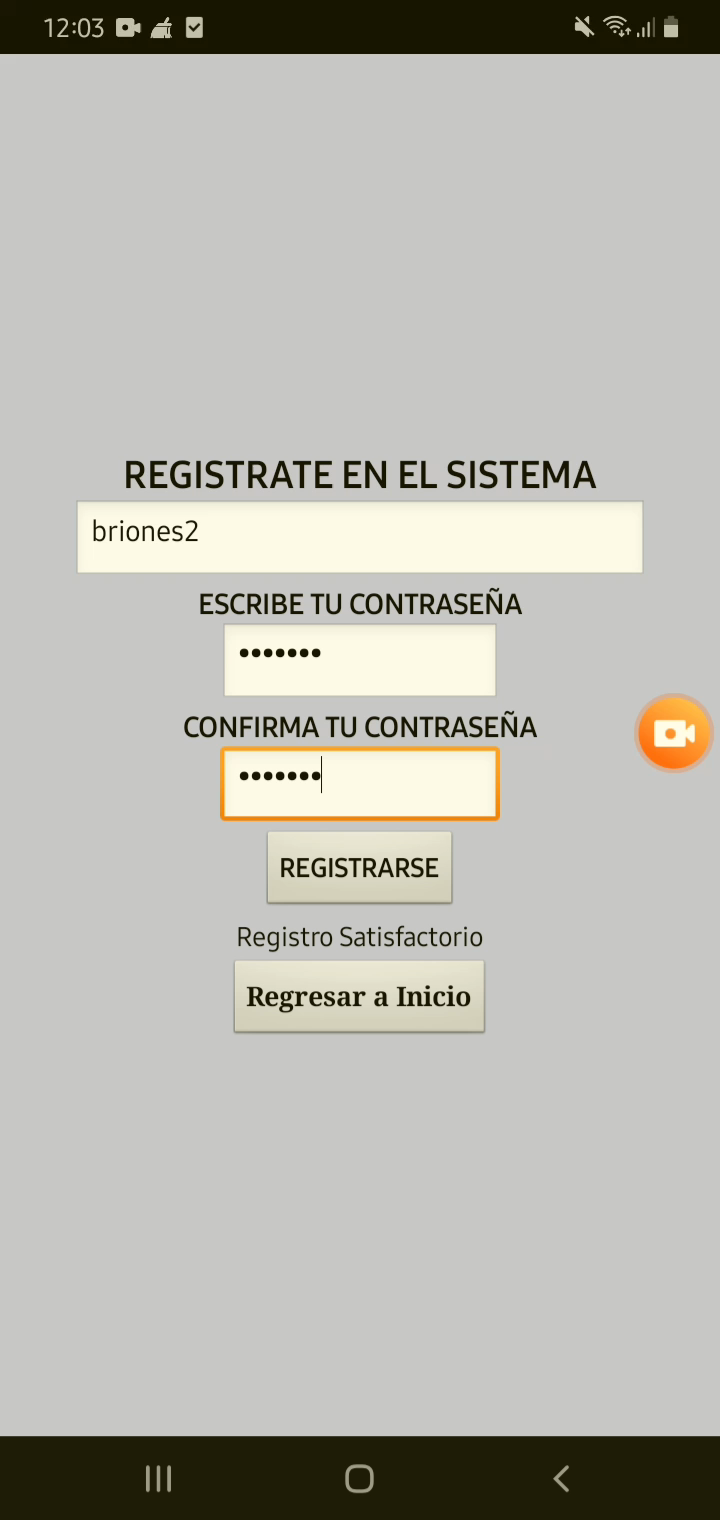 12:03
REGISTRATE EN EL SISTEMA
briones2
ESCRIBE TU CONTRASEÑA
•••••••
CONFIRMA TU CONTRASEÑA
•••••••
REGISTRARSE
Registro Satisfactorio
Regresar a Inicio